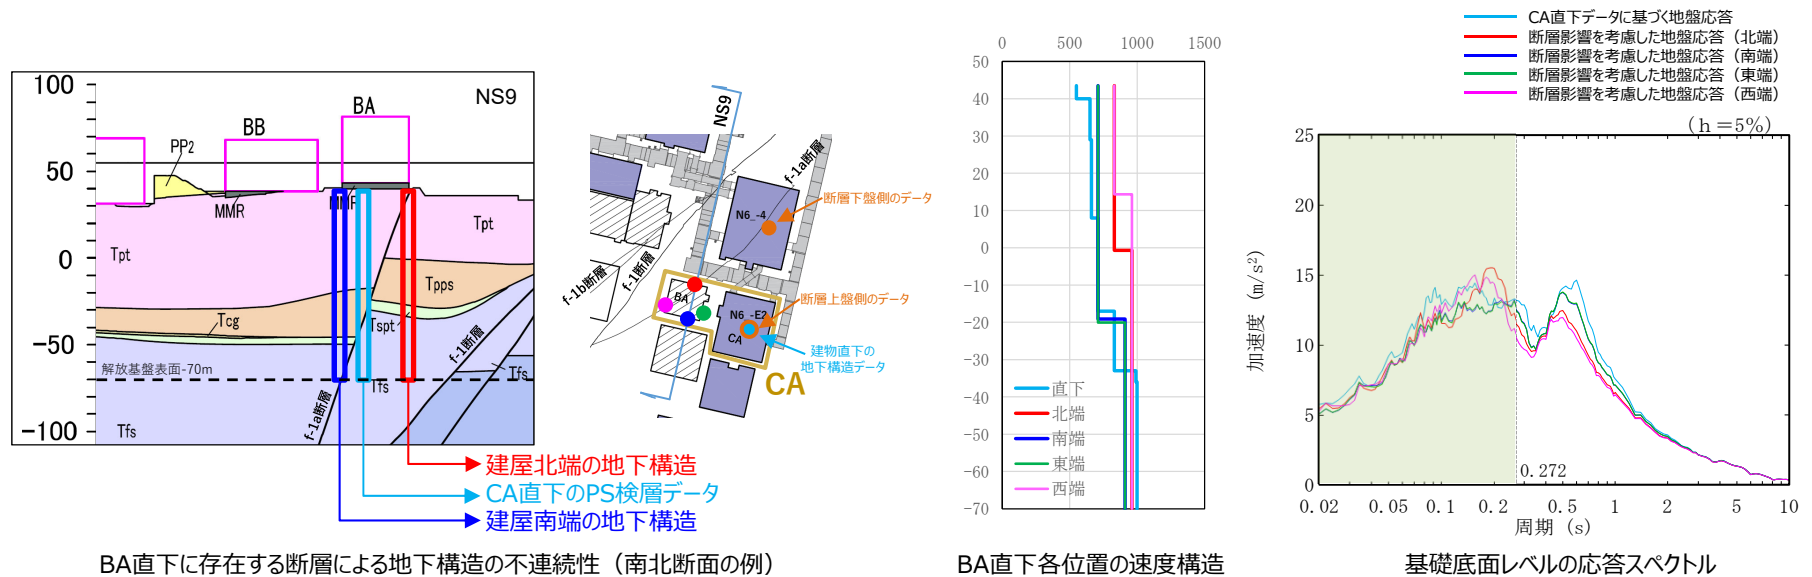 100
50
0
-50
-100
NS9
BA
BB
PP2
MMR
MMR
Tpt
Tpt
Tpps
Tcg
Tspt
解放基盤表面-70m
Tfs
Tfs
Tfs
f-1a断層
f-1断層
建屋北端の地下構造
CA直下のPS検層データ
建屋南端の地下構造
BA直下に存在する断層による地下構造の不連続性（南北断面の例）
NS9
f-1a断層
N6_-4
断層下盤側のデータ
f-1b断層
f-1断層
BA
断層上盤側のデータ
N6_-E2
CA
建物直下の
地下構造データ
CA
0 500 1000 1500
50
40
30
20
10
0
-10
-20
-30
-40
-50
-60
-70
直下
北端
南端
東端
西端
BA直下各位置の速度構造
CA直下データに基づく地盤応答
断層影響を考慮した地盤応答（北端）
断層影響を考慮した地盤応答（南端）
断層影響を考慮した地盤応答（東端）
断層影響を考慮した地盤応答（西端）
（h＝5%）
25
20
15
10
5
0
加速度 (m/s²)
0.272
0.02 0.05 0.1 0.2 0.5 1 2 5 10
周期 (s)
基礎底面レベルの応答スペクトル